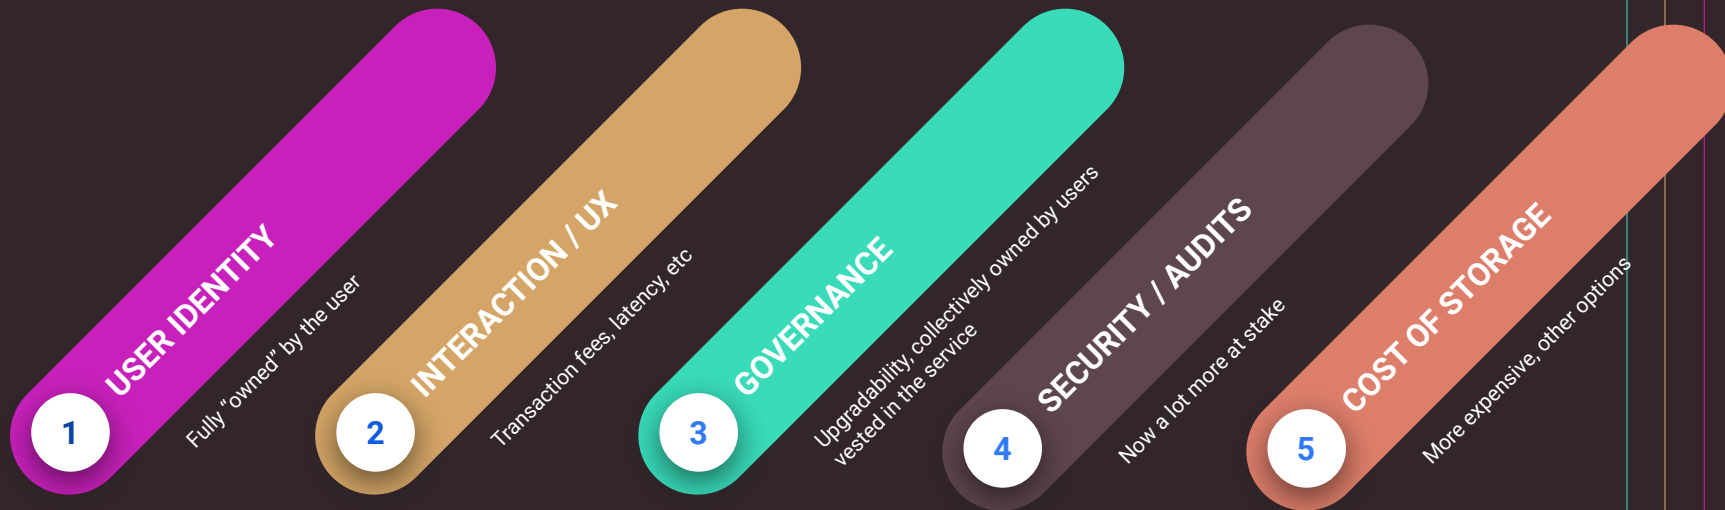 1
USER IDENTITY
Fully “owned” by the user
2
INTERACTION / UX
Transaction fees, latency, etc
3
GOVERNANCE
Upgradability, collectively owned by users
vested in the service
4
SECURITY / AUDITS
Now a lot more at stake
5
COST OF STORAGE
More expensive, other options